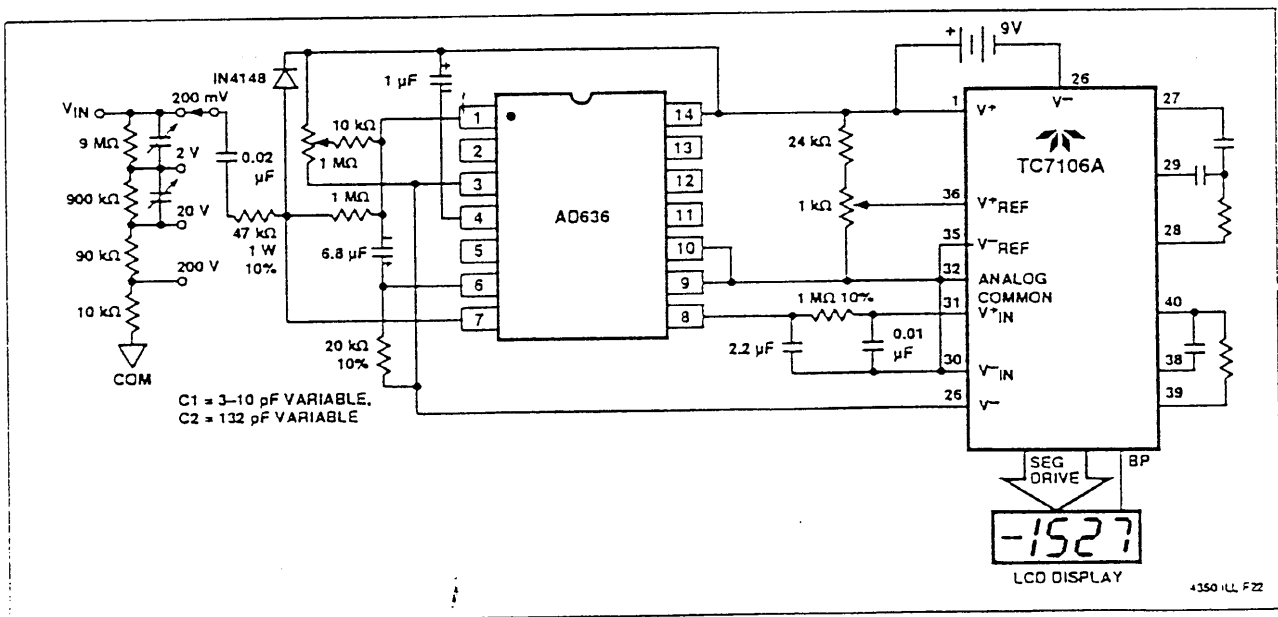 9V
+
IN4148
1 µF
VIN
200 mV
9 MΩ
2 V
0.02 µF
900 kΩ
20 V
90 kΩ
200 V
10 kΩ
COM
47 kΩ
1 W
10%
10 kΩ
1 MΩ
1 MΩ
6.8 µF
20 kΩ
10%
C1 = 3–10 pF VARIABLE,
C2 = 132 pF VARIABLE
AD636
1
2
3
4
5
6
7
14
13
12
11
10
9
8
24 kΩ
1 kΩ
1 MΩ 10%
2.2 µF
0.01 µF
TC7106A
26
V−
1
V+
36
V+REF
35
V−REF
32
ANALOG COMMON
31
V+IN
30
V−IN
26
V−
27
29
28
40
38
39
SEG DRIVE
BP
-1527
LCD DISPLAY
4350 ILL F22